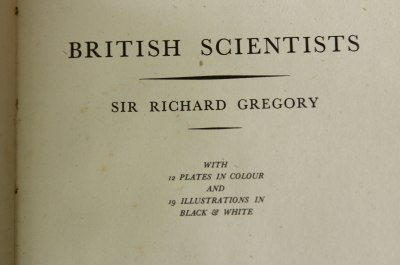 BRITISH SCIENTISTS
SIR RICHARD GREGORY
WITH
12 PLATES IN COLOUR
AND
19 ILLUSTRATIONS IN
BLACK & WHITE